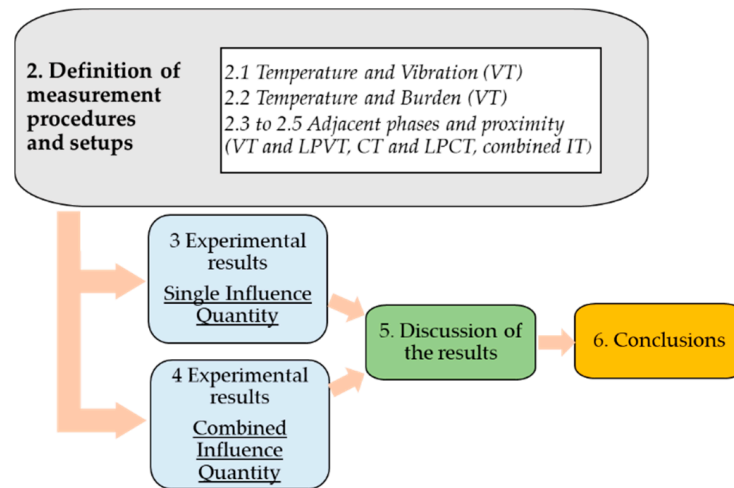 2. Definition of
measurement
procedures
and setups
2.1 Temperature and Vibration (VT)
2.2 Temperature and Burden (VT)
2.3 to 2.5 Adjacent phases and proximity
(VT and LPVT, CT and LPCT, combined IT)
3 Experimental
results
Single Influence
Quantity
4 Experimental
results
Combined
Influence
Quantity
5. Discussion of
the results
6. Conclusions